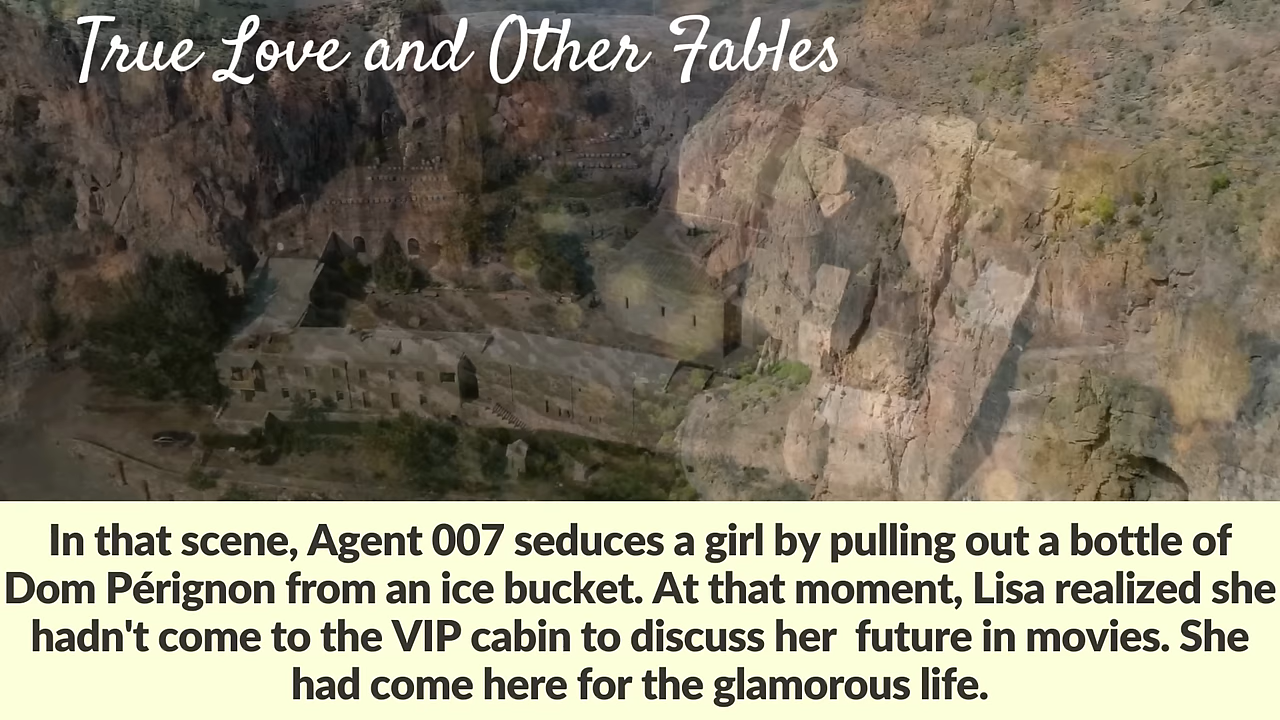 True Love and Other Fables
In that scene, Agent 007 seduces a girl by pulling out a bottle of
Dom Pérignon from an ice bucket. At that moment, Lisa realized she
hadn't come to the VIP cabin to discuss her  future in movies. She
had come here for the glamorous life.